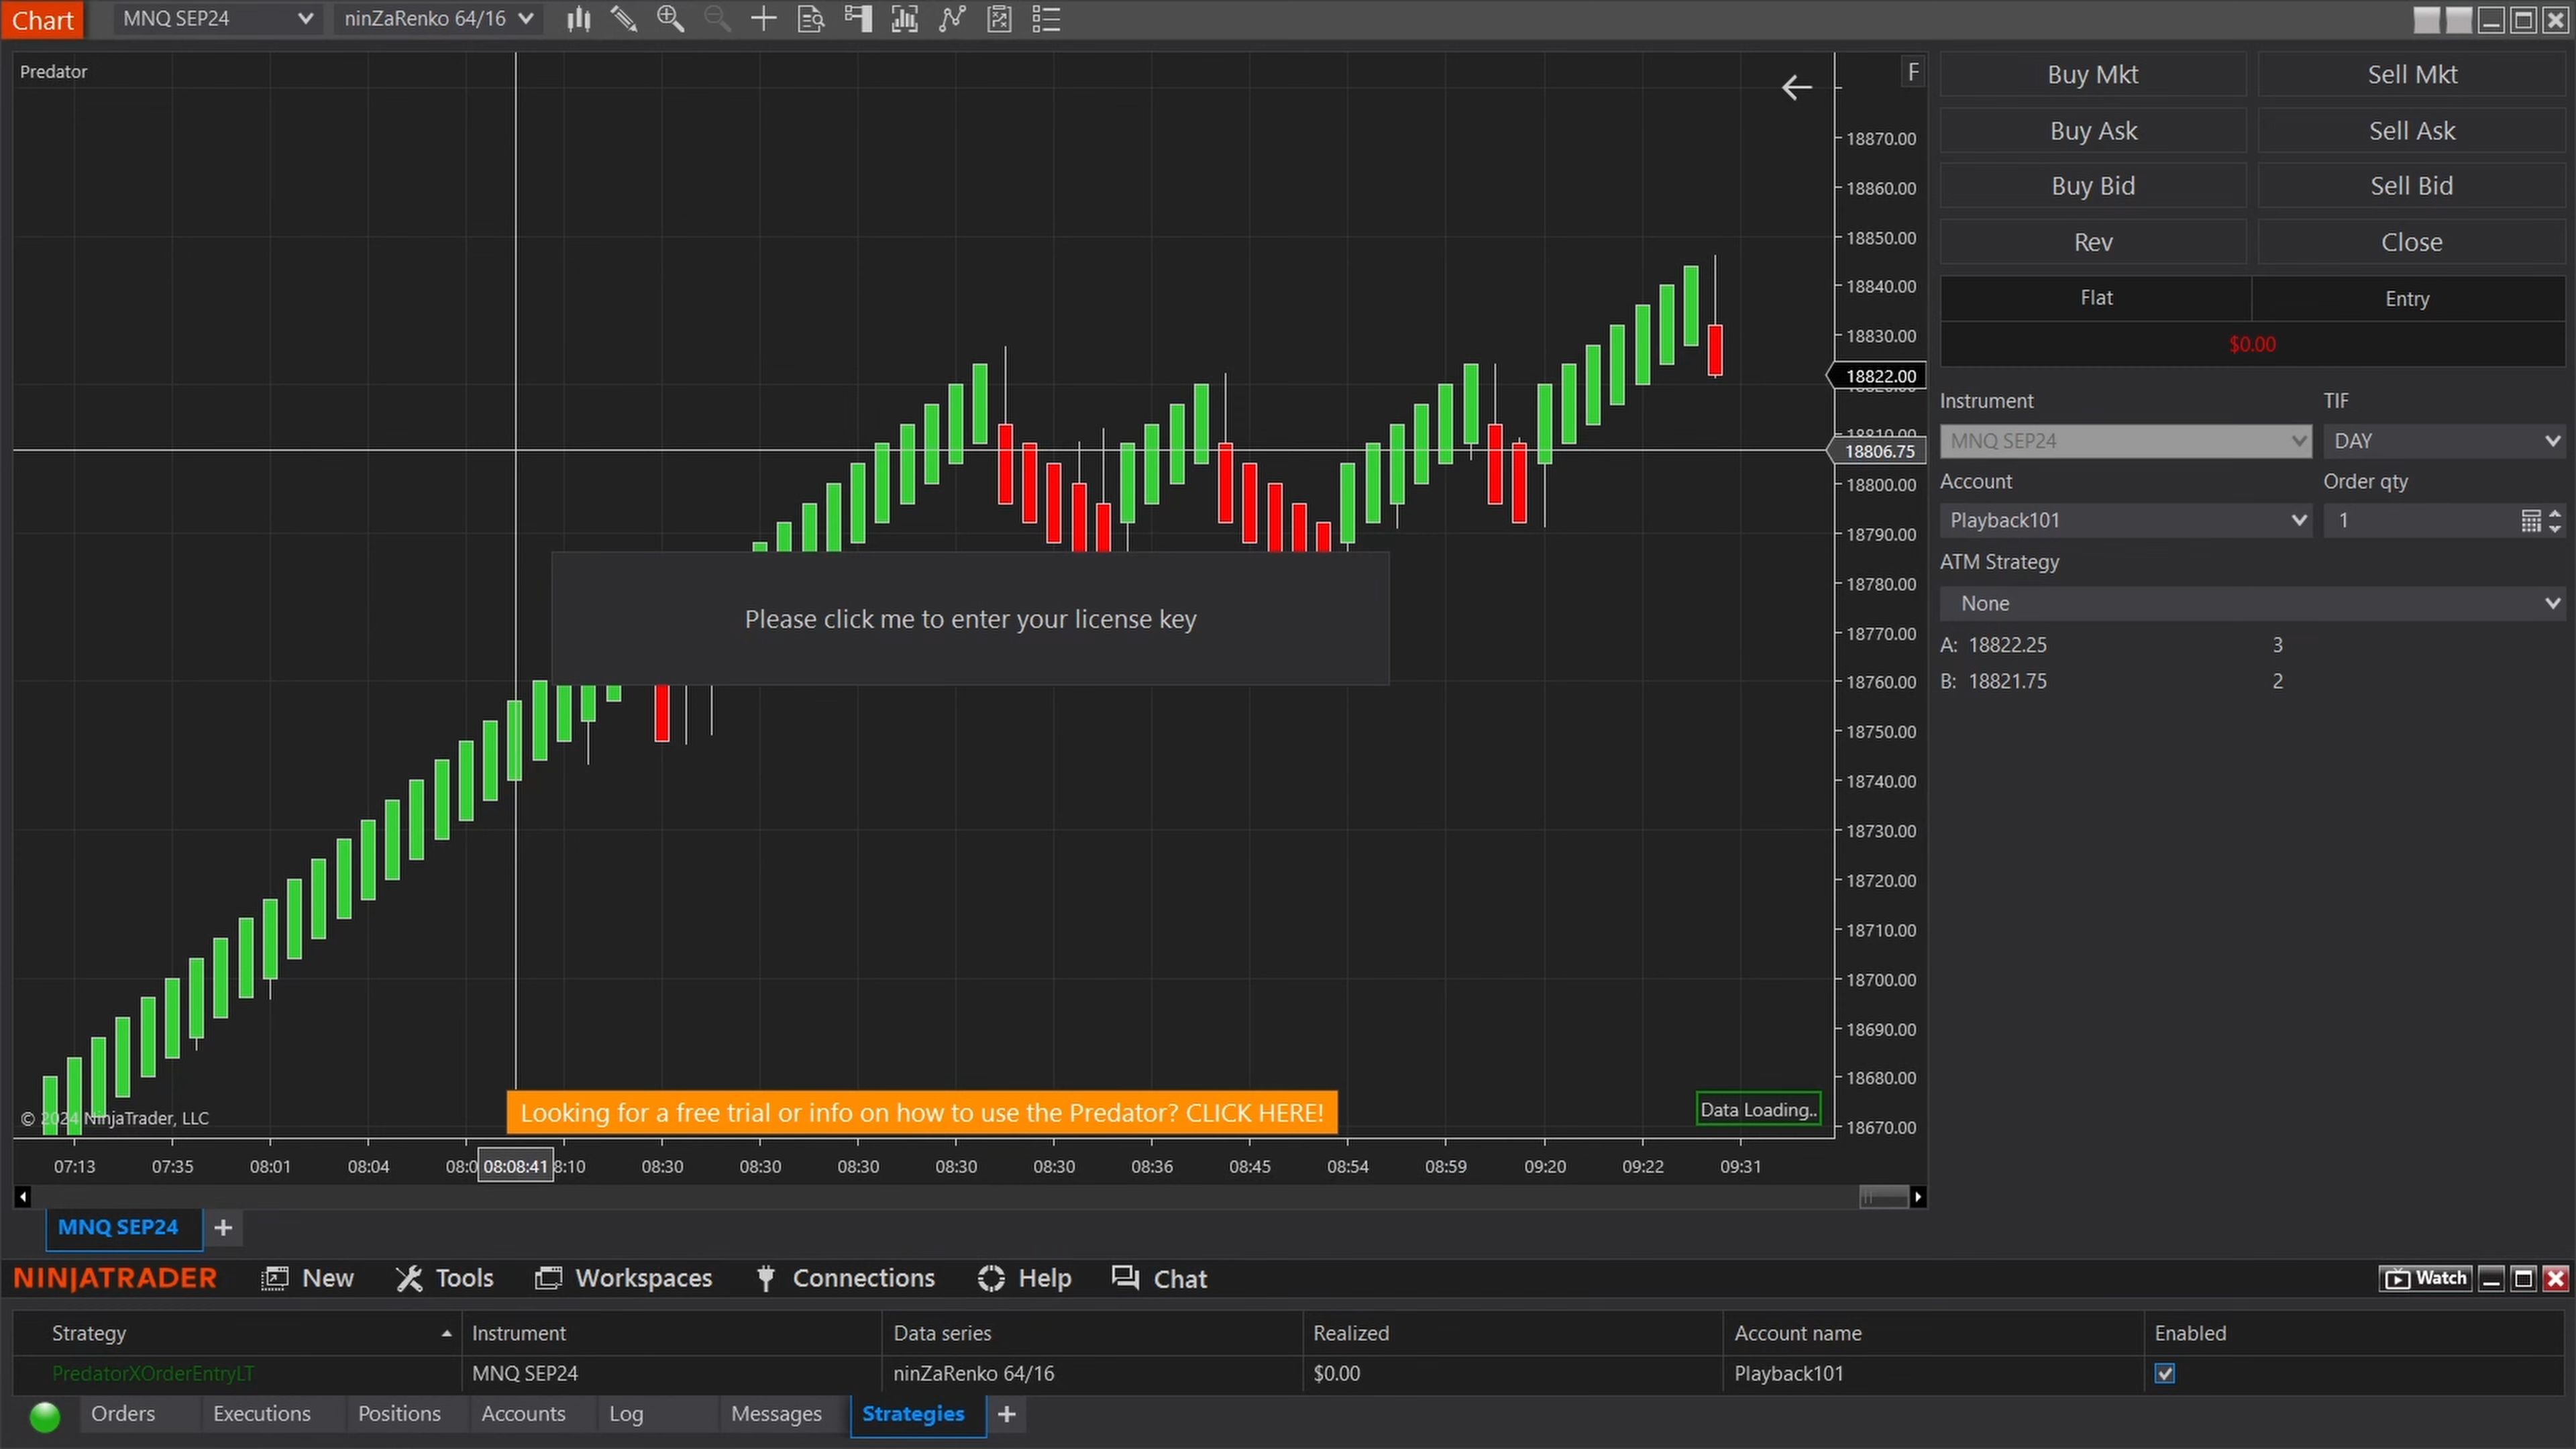 Chart MNQ SEP24 ninZaRenko 64/16
Predator
F
18870.00
18860.00
18850.00
18840.00
18830.00
18822.00
18806.75
18800.00
18790.00
18780.00
18770.00
18760.00
18750.00
18740.00
18730.00
18720.00
18710.00
18700.00
18690.00
18680.00
18670.00
Please click me to enter your license key
Looking for a free trial or info on how to use the Predator? CLICK HERE!
Data Loading..
© 2024 NinjaTrader, LLC
07:13 07:35 08:01 08:04 08:0 08:08:41 8:10 08:30 08:30 08:30 08:30 08:30 08:36 08:45 08:54 08:59 09:20 09:22 09:31
MNQ SEP24 +
Buy Mkt Sell Mkt
Buy Ask Sell Ask
Buy Bid Sell Bid
Rev Close
Flat Entry
$0.00
Instrument TIF
MNQ SEP24 DAY
Account Order qty
Playback101 1
ATM Strategy
None
A: 18822.25 3
B: 18821.75 2
NINJATRADER New Tools Workspaces Connections Help Chat Watch
Strategy Instrument Data series Realized Account name Enabled
PredatorXOrderEntryLT MNQ SEP24 ninZaRenko 64/16 $0.00 Playback101
Orders Executions Positions Accounts Log Messages Strategies +